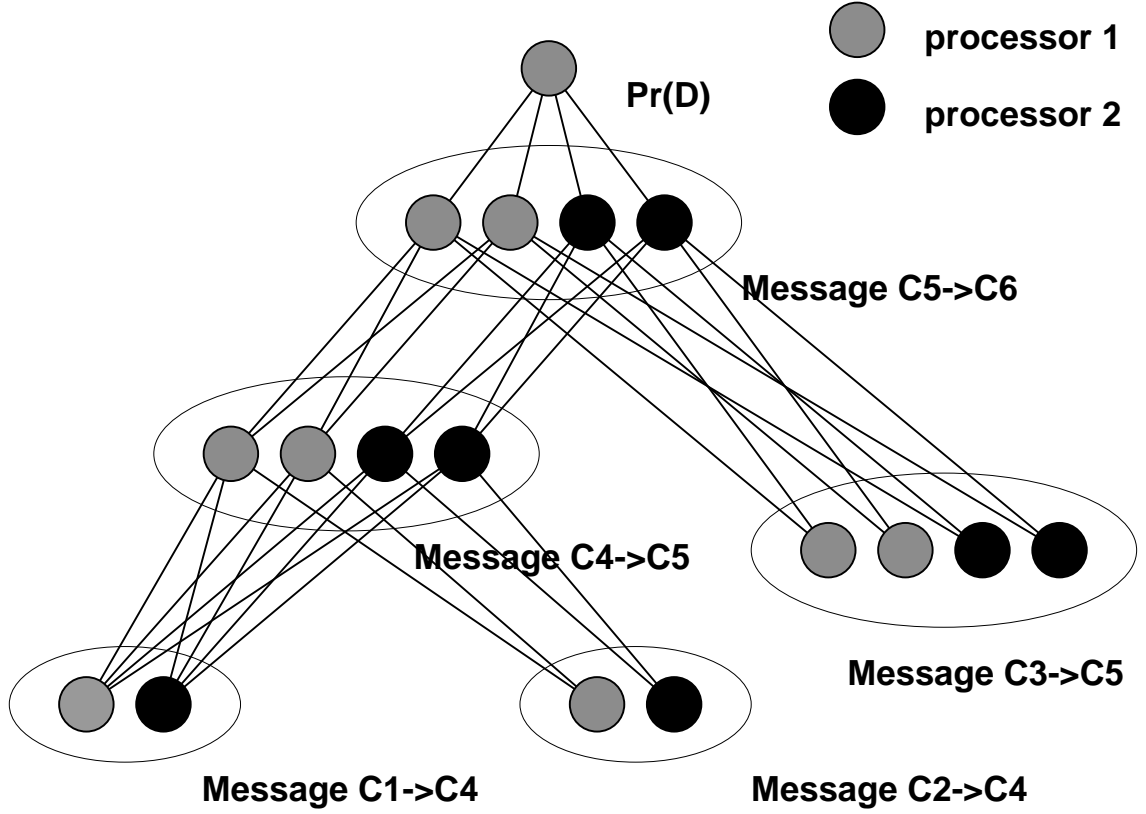 processor 1
Pr(D)
processor 2
Message C5->C6
Message C4->C5
Message C3->C5
Message C1->C4
Message C2->C4